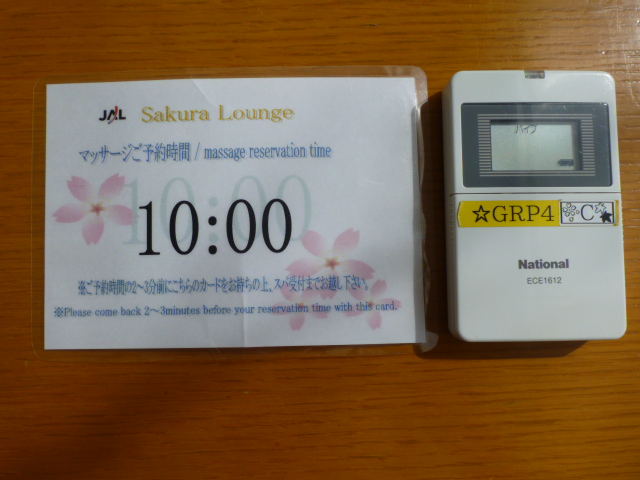 JAL Sakura Lounge
マッサージご予約時間 / massage reservation time
10:00
※ご予約時間の2～3分前にこちらのカードをお持ちの上、スパ受付までお越し下さい。
※Please come back 2～3minutes before your reservation time with this card.
バイブ
☆GRP4 C
National
ECE1612